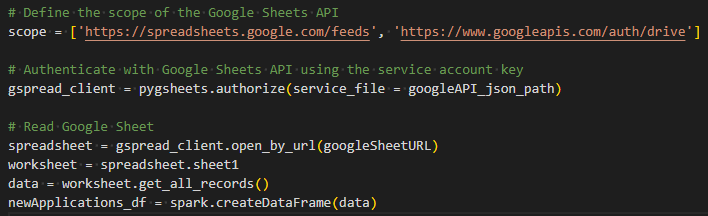 # Define the scope of the Google Sheets API
scope = ['https://spreadsheets.google.com/feeds', 'https://www.googleapis.com/auth/drive']
# Authenticate with Google Sheets API using the service account key
gspread_client = pygsheets.authorize(service_file = googleAPI_json_path)
# Read Google Sheet
spreadsheet = gspread_client.open_by_url(googleSheetURL)
worksheet = spreadsheet.sheet1
data = worksheet.get_all_records()
newApplications_df = spark.createDataFrame(data)